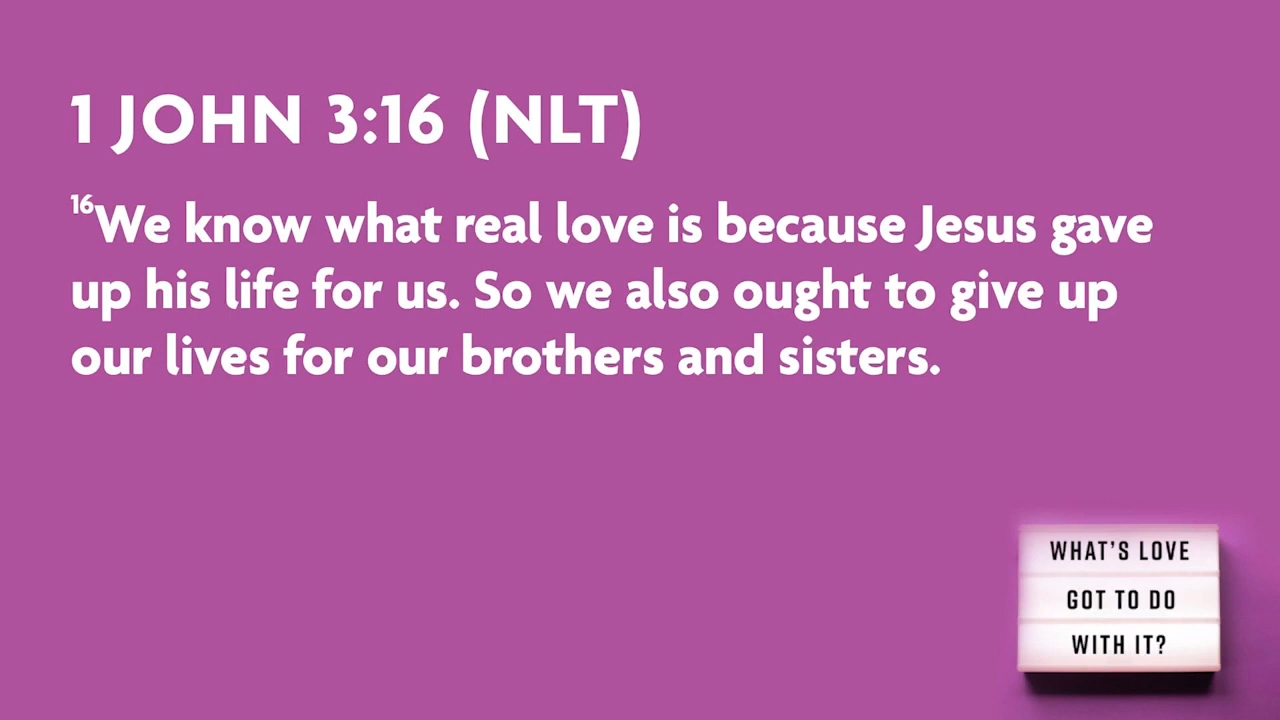 1 JOHN 3:16 (NLT)
16We know what real love is because Jesus gave
up his life for us. So we also ought to give up
our lives for our brothers and sisters.
WHAT'S LOVE
GOT TO DO
WITH IT?